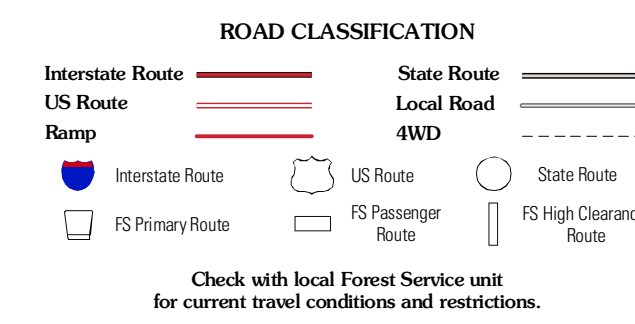 ROAD CLASSIFICATION
Interstate Route
State Route
US Route
Local Road
Ramp
4WD
Interstate Route
US Route
State Route
FS Primary Route
FS Passenger
Route
FS High Clearanc
Route
Check with local Forest Service unit
for current travel conditions and restrictions.